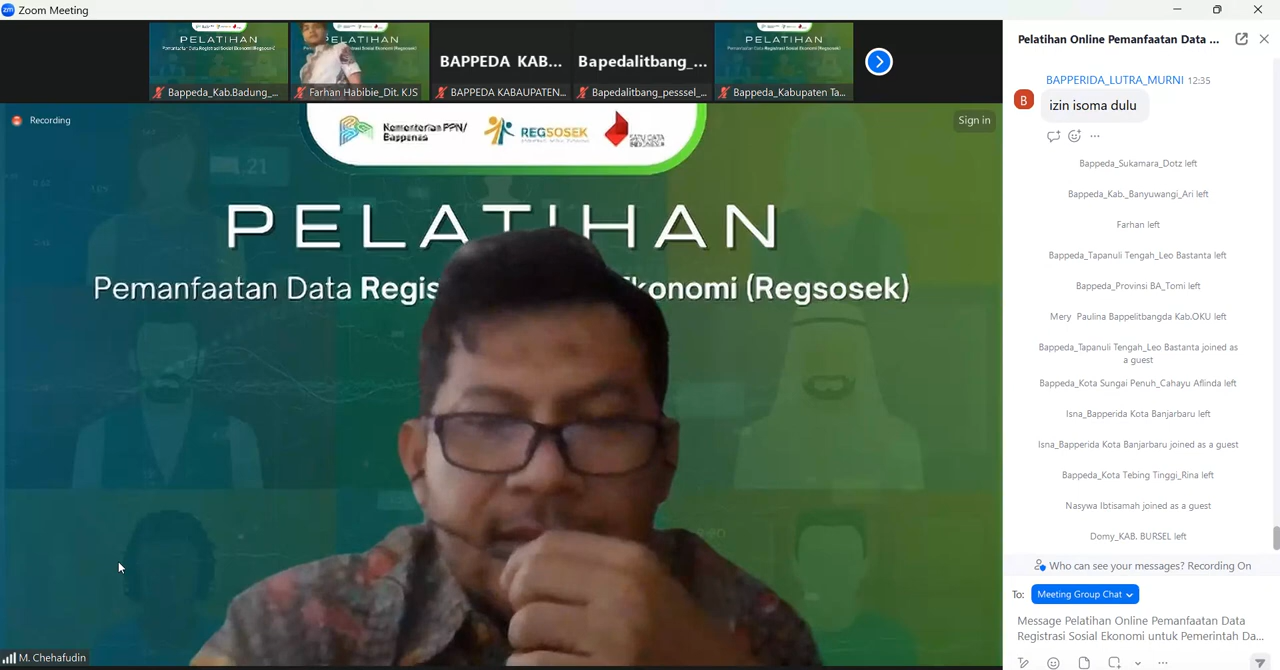 Zoom Meeting
Bappeda_Kab.Badung_...
Farhan Habibie_Dit. KJS
BAPPEDA KAB...
BAPPEDA KABAUPATEN...
Bapedalitbang_...
Bapedalitbang_pesssel_...
PELATIHAN
Bappeda_Kabupaten Ta...
Recording
Sign in
Kementerian PPN/
Bappenas
REGSOSEK
SATU DATA
INDONESIA
PELATIHAN
Pemanfaatan Data Regis konomi (Regsosek)
M. Chehafudin
Pelatihan Online Pemanfaatan Data ...
BAPPERIDA_LUTRA_MURNI 12:35
B
izin isoma dulu
Bappeda_Sukamara_Dotz left
Bappeda_Kab._Banyuwangi_Ari left
Farhan left
Bappeda_Tapanuli Tengah_Leo Bastanta left
Bappeda_Provinsi BA_Tomi left
Mery Paulina Bappelitbangda Kab.OKU left
Bappeda_Tapanuli Tengah_Leo Bastanta joined as
a guest
Bappeda_Kota Sungai Penuh_Cahayu Aflinda left
Isna_Bapperida Kota Banjarbaru left
Isna_Bapperida Kota Banjarbaru joined as a guest
Bappeda_Kota Tebing Tinggi_Rina left
Nasywa Ibtisamah joined as a guest
Domy_KAB. BURSEL left
Who can see your messages? Recording On
To: Meeting Group Chat
Message Pelatihan Online Pemanfaatan Data
Registrasi Sosial Ekonomi untuk Pemerintah Da...